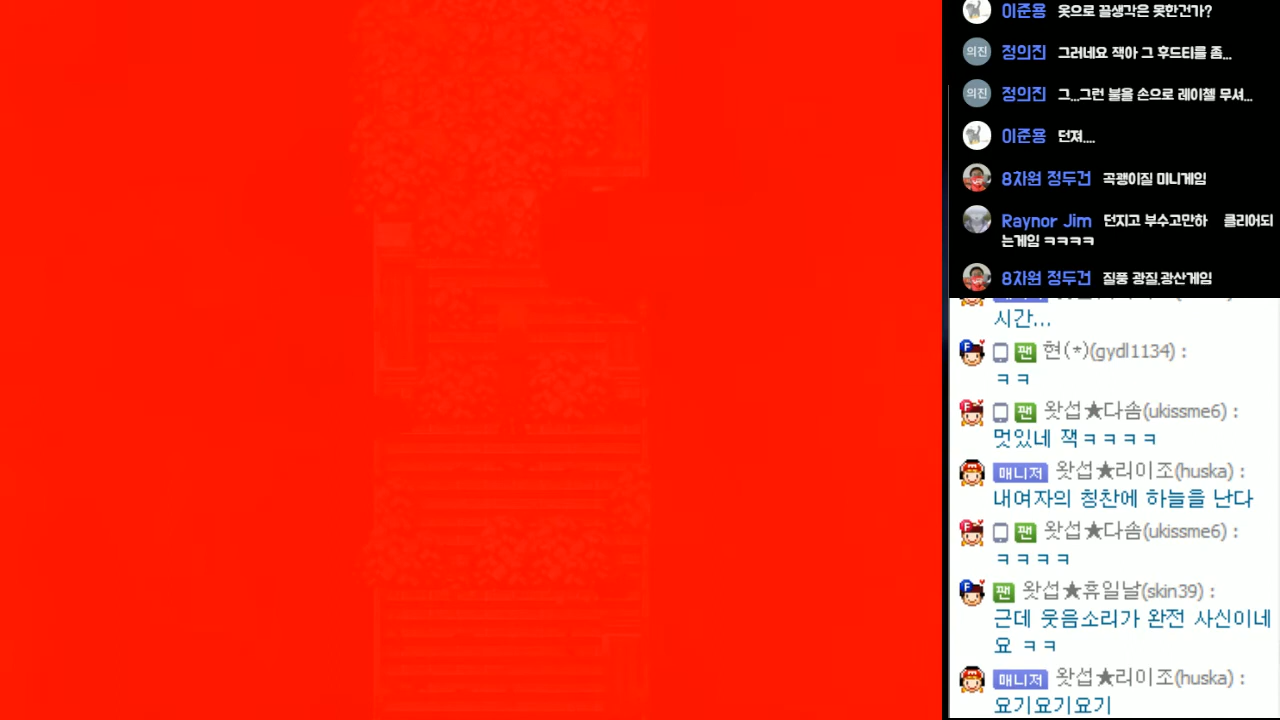 이준용 옷으로 끌생각은 못한건가?
의진 정의진 그러네요 잭아 그 후드티를 좀...
의진 정의진 그...그런 불을 손으로 레이첼 무셔...
이준용 던져....
8차원 정두건 곡괭이질 미니게임
Raynor Jim 던지고 부수고만하 클리어되
는게임 ㅋㅋㅋㅋ
8차원 정두건 질풍 광질.광산게임
시간...
팬 현(*)(gydl1134) :
ㅋㅋ
팬 왓섭★다솜(ukissme6) :
멋있네 잭ㅋㅋㅋㅋ
매니저 왓섭★리이조(huska) :
내여자의 칭찬에 하늘을 난다
팬 왓섭★다솜(ukissme6) :
ㅋㅋㅋㅋ
팬 왓섭★휴일날(skin39) :
근데 웃음소리가 완전 사신이네
요 ㅋㅋ
매니저 왓섭★리이조(huska) :
요기요기요기